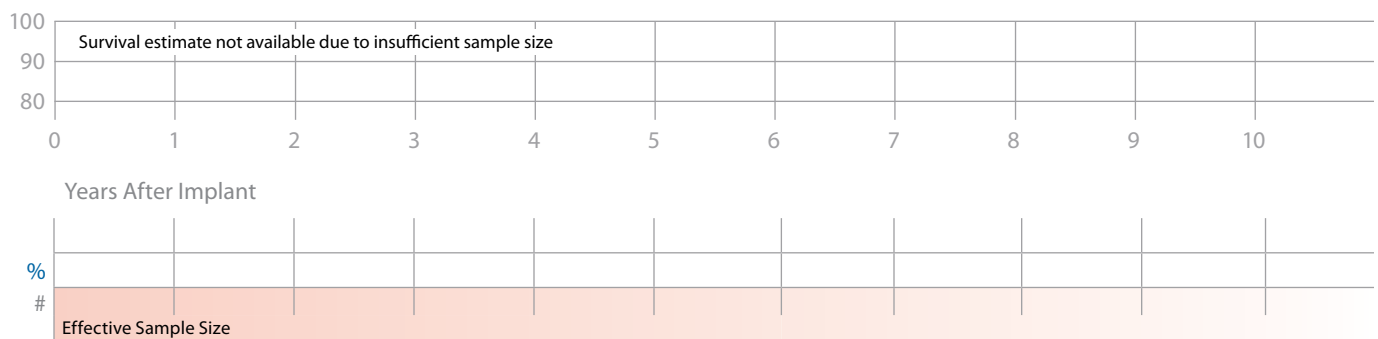 100
Survival estimate not available due to insufficient sample size
90
80
0 1 2 3 4 5 6 7 8 9 10
Years After Implant
%
#
Effective Sample Size